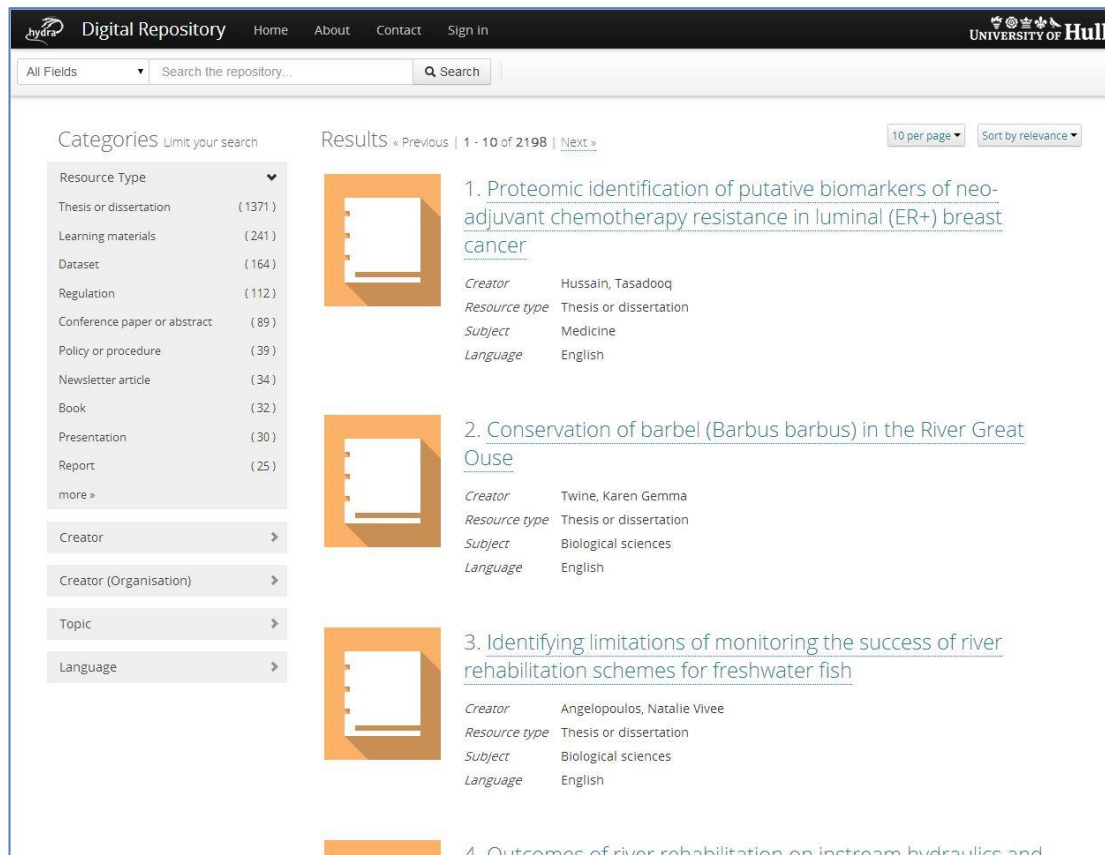 hydra Digital Repository Home About Contact Sign in UNIVERSITY OF Hull
All Fields Search the repository... Search
Categories Limit your search
Resource Type
Thesis or dissertation (1371)
Learning materials (241)
Dataset (164)
Regulation (112)
Conference paper or abstract (89)
Policy or procedure (39)
Newsletter article (34)
Book (32)
Presentation (30)
Report (25)
more »
Creator
Creator (Organisation)
Topic
Language
Results « Previous | 1 - 10 of 2198 | Next »
10 per page Sort by relevance
1. Proteomic identification of putative biomarkers of neo-
adjuvant chemotherapy resistance in luminal (ER+) breast
cancer
Creator Hussain, Tasadooq
Resource type Thesis or dissertation
Subject Medicine
Language English
2. Conservation of barbel (Barbus barbus) in the River Great
Ouse
Creator Twine, Karen Gemma
Resource type Thesis or dissertation
Subject Biological sciences
Language English
3. Identifying limitations of monitoring the success of river
rehabilitation schemes for freshwater fish
Creator Angelopoulos, Natalie Vivee
Resource type Thesis or dissertation
Subject Biological sciences
Language English
4. Outcomes of river rehabilitation on instream hydraulics and